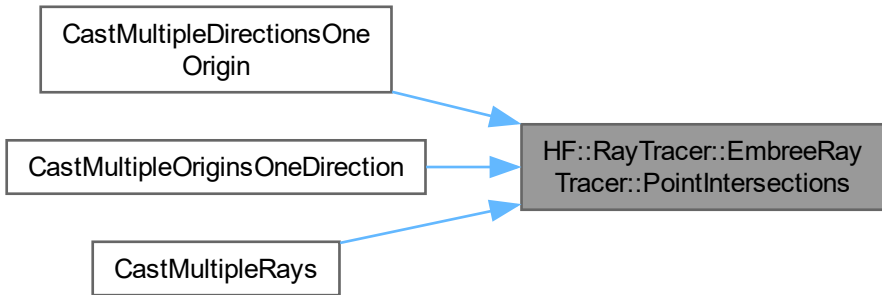 CastMultipleDirectionsOne
Origin
CastMultipleOriginsOneDirection
CastMultipleRays
HF::RayTracer::EmbreeRay
Tracer::PointIntersections